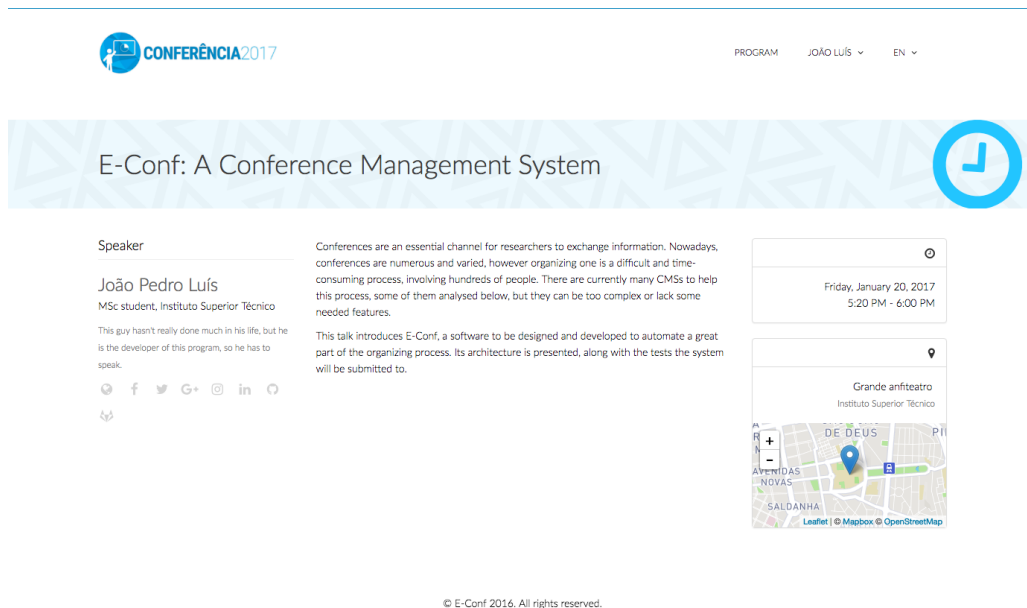 CONFERÊNCIA2017
PROGRAM
JOÃO LUÍS
EN
E-Conf: A Conference Management System
Speaker
João Pedro Luís
MSc student, Instituto Superior Técnico
This guy hasn't really done much in his life, but he
is the developer of this program, so he has to
speak.
Conferences are an essential channel for researchers to exchange information. Nowadays,
conferences are numerous and varied, however organizing one is a difficult and time-
consuming process, involving hundreds of people. There are currently many CMSs to help
this process, some of them analysed below, but they can be too complex or lack some
needed features.
This talk introduces E-Conf, a software to be designed and developed to automate a great
part of the organizing process. Its architecture is presented, along with the tests the system
will be submitted to.
Friday, January 20, 2017
5:20 PM - 6:00 PM
Grande anfiteatro
Instituto Superior Técnico
+
-
DE DEUS
AVENIDAS
NOVAS
SALDANHA
Leaflet | © Mapbox © OpenStreetMap
© E-Conf 2016. All rights reserved.